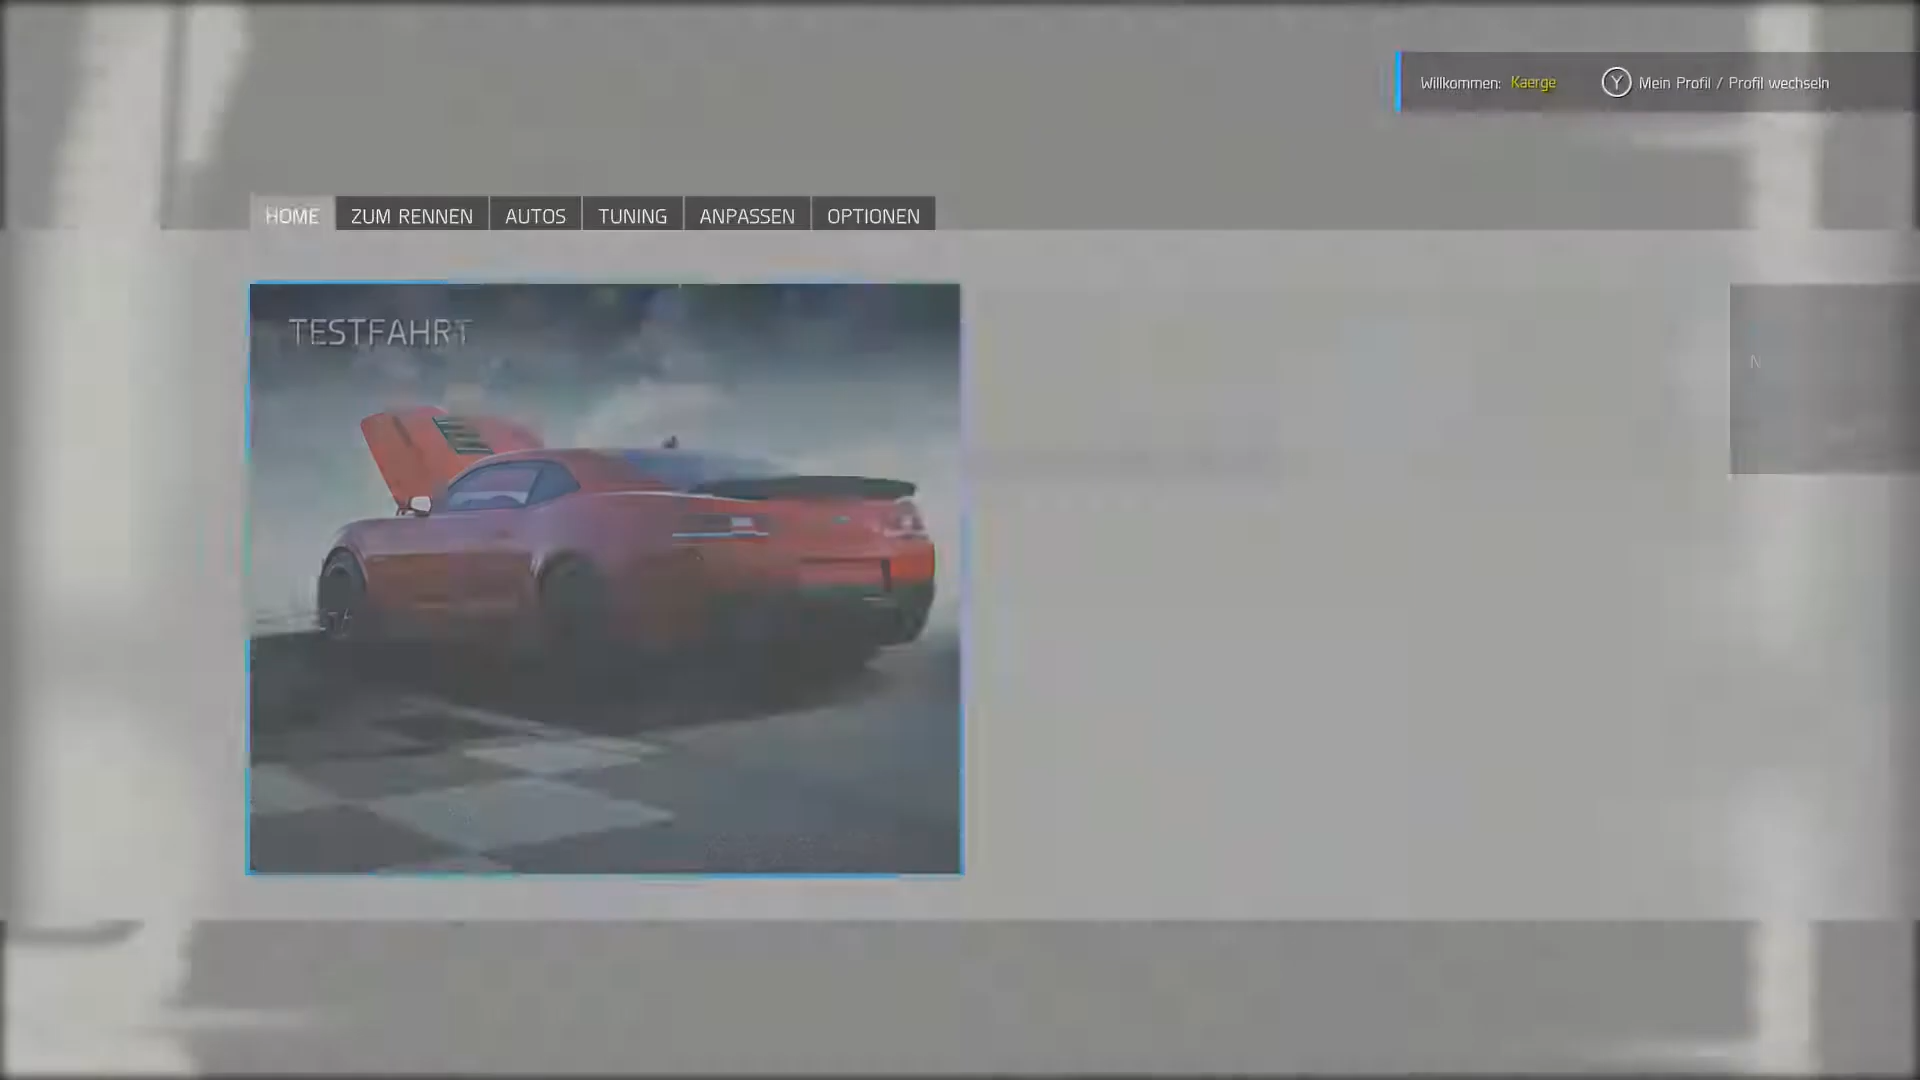 Willkommen: Kaerge Y Mein Profil / Profil wechseln
HOME ZUM RENNEN AUTOS TUNING ANPASSEN OPTIONEN
TESTFAHRT
N